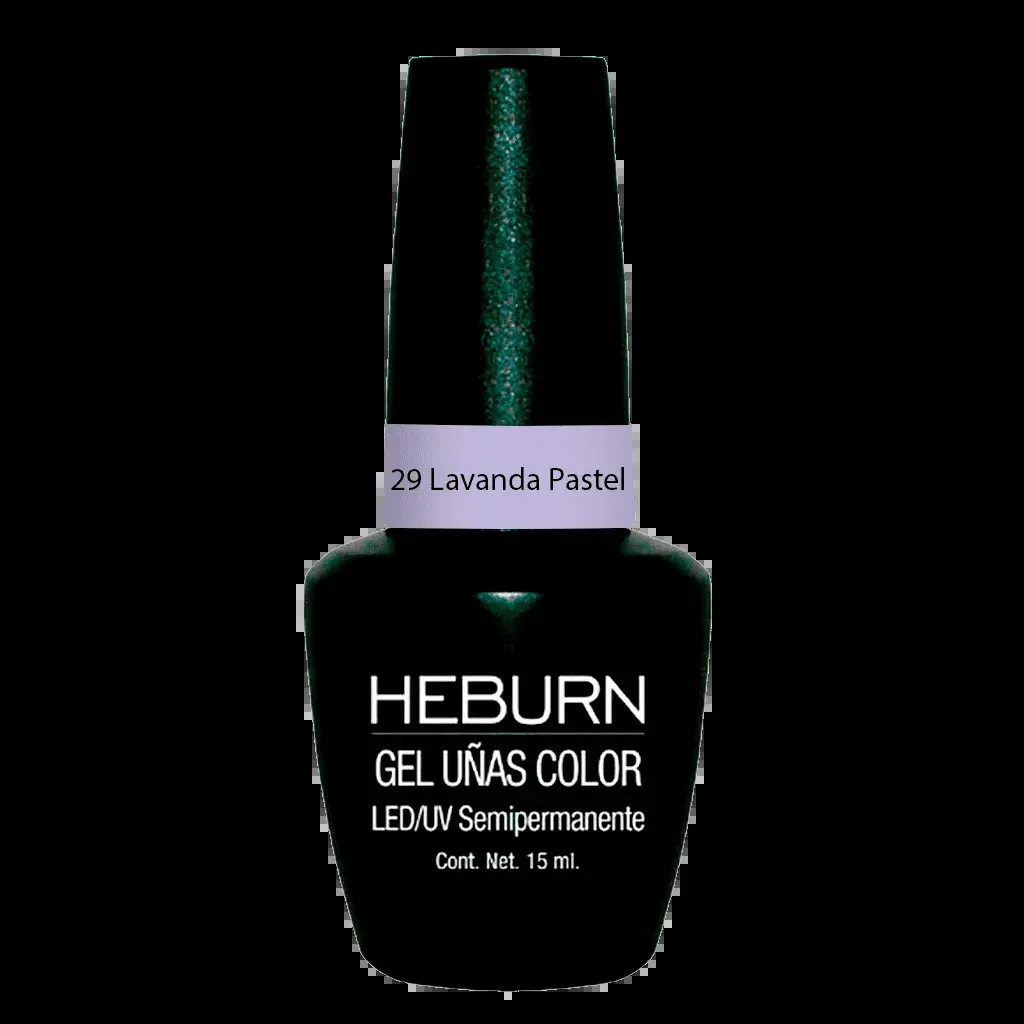 29 Lavanda Pastel
HEBURN
GEL UÑAS COLOR
LED/UV Semipermanente
Cont. Net. 15 ml.